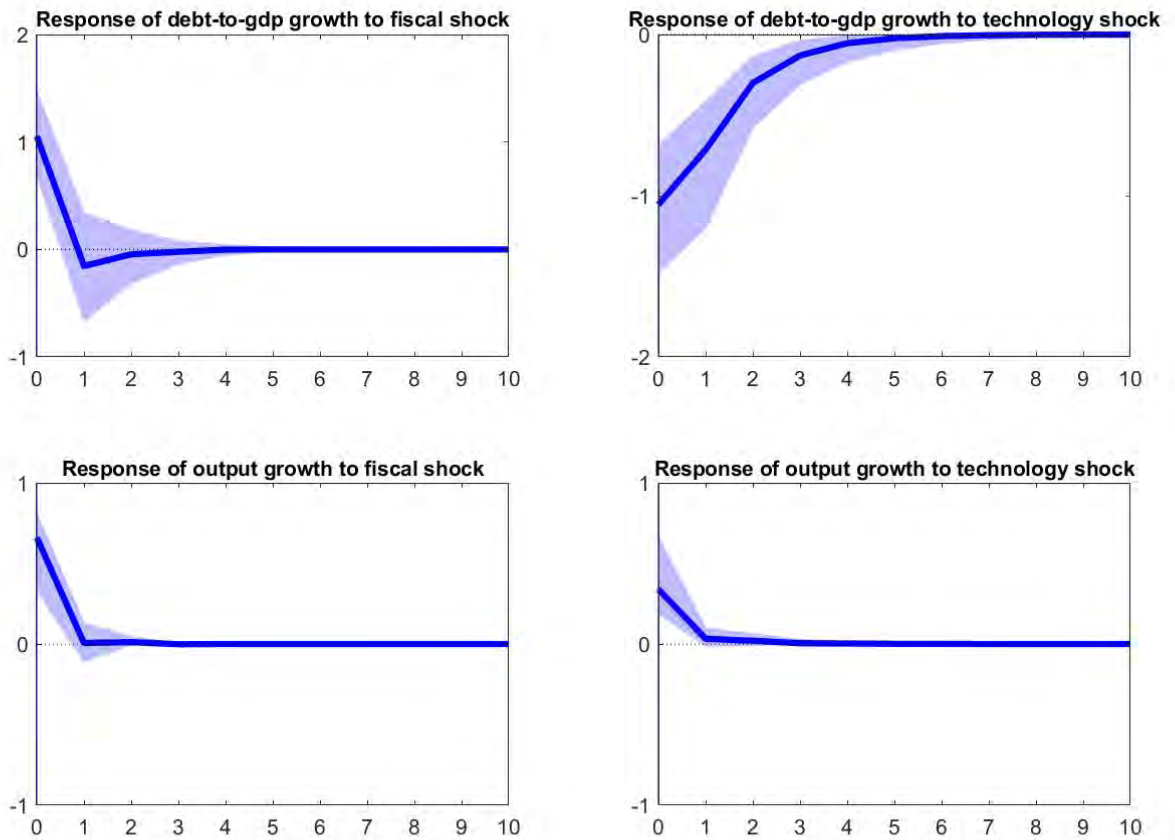 Response of debt-to-gdp growth to fiscal shock
2
1
0
-1
0 1 2 3 4 5 6 7 8 9 10
Response of debt-to-gdp growth to technology shock
0
-1
-2
0 1 2 3 4 5 6 7 8 9 10
Response of output growth to fiscal shock
1
0
-1
0 1 2 3 4 5 6 7 8 9 10
Response of output growth to technology shock
1
0
-1
0 1 2 3 4 5 6 7 8 9 10